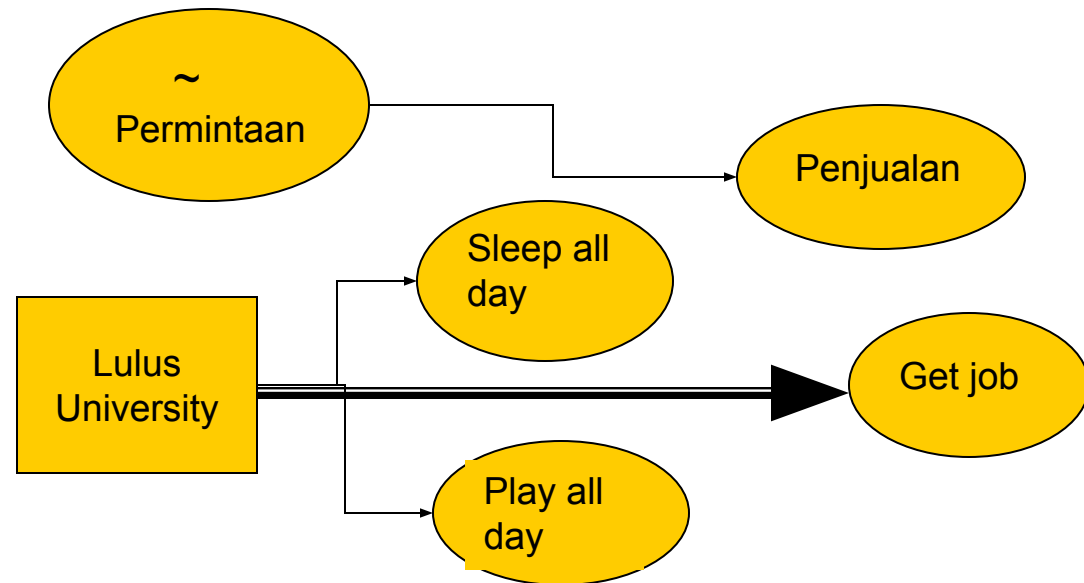 ~
Permintaan
Penjualan
Sleep all
day
Lulus
University
Get job
Play all
day